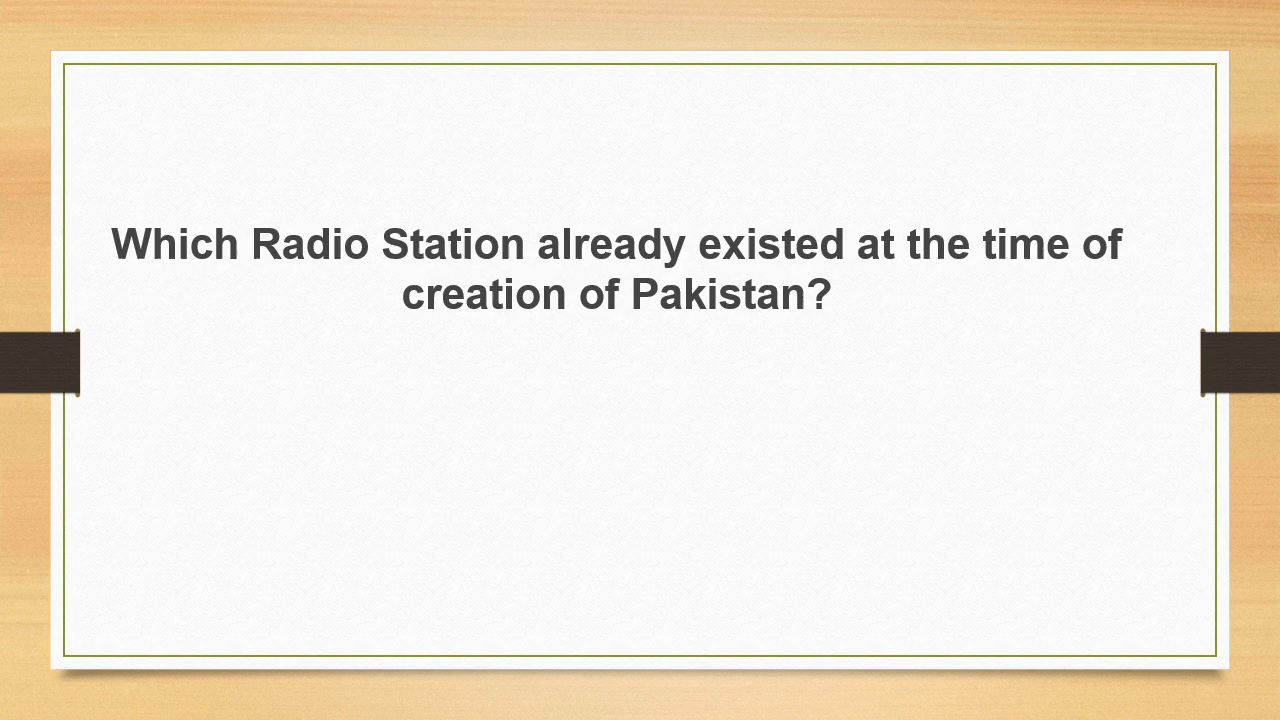 Which Radio Station already existed at the time of
creation of Pakistan?